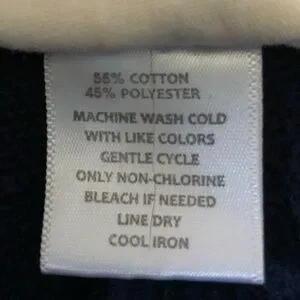 55% COTTON
45% POLYESTER
MACHINE WASH COLD
WITH LIKE COLORS
GENTLE CYCLE
ONLY NON-CHLORINE
BLEACH IF NEEDED
LINE DRY
COOL IRON